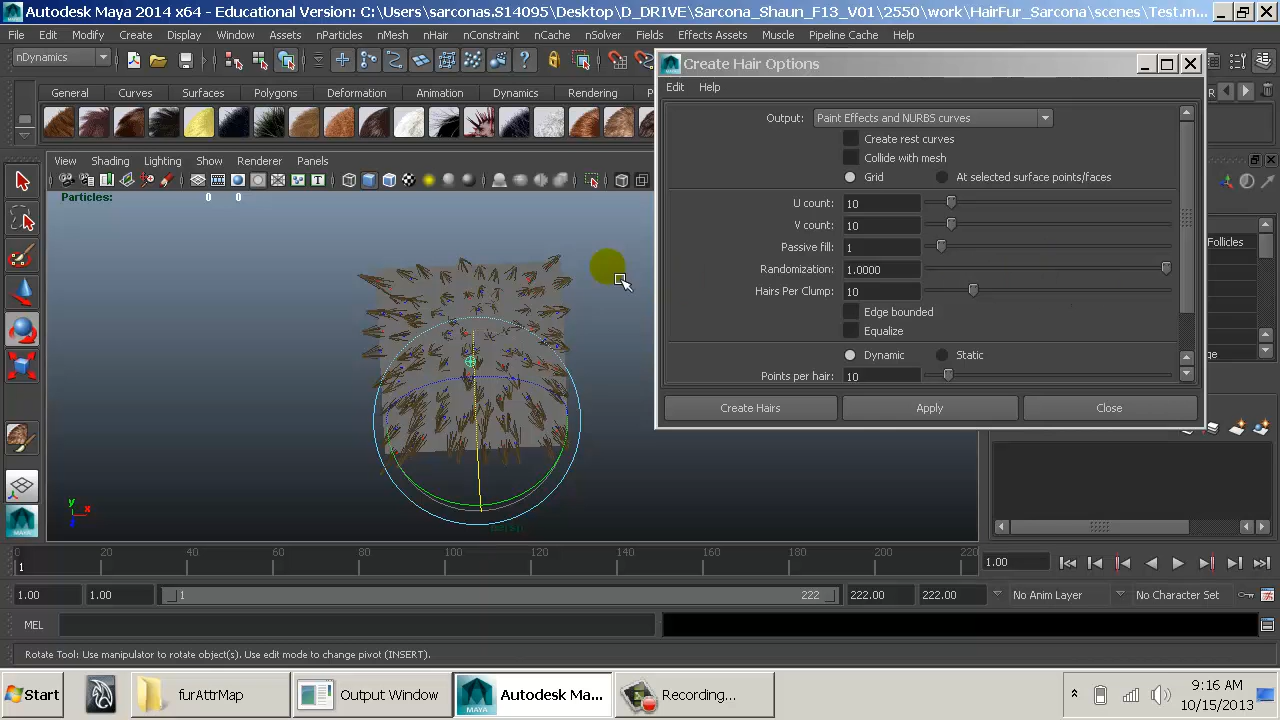 Autodesk Maya 2014 x64 - Educational Version: C:\Users\sarconas.S14095\Desktop\D_DRIVE\Sarcona_Shaun_F13_V01\2550\work\HairFur_Sarcona\scenes\Test.m...
File Edit Modify Create Display Window Assets nParticles nMesh nHair nConstraint nCache nSolver Fields Effects Assets Muscle Pipeline Cache Help
nDynamics
Create Hair Options
Edit Help
General Curves Surfaces Polygons Deformation Animation Dynamics Rendering
Output: Paint Effects and NURBS curves
Create rest curves
Collide with mesh
Grid At selected surface points/faces
View Shading Lighting Show Renderer Panels
Particles: 0 0
U count: 10
V count: 10
Passive fill: 1
Randomization: 1.0000
Hairs Per Clump: 10
Edge bounded
Equalize
Dynamic Static
Points per hair: 10
Create Hairs Apply Close
Follicles
y
x
z
0 20 40 60 80 100 120 140 160 180 200 220
1
1.00
1.00 1.00 1 222 222.00 222.00 No Anim Layer No Character Set
MEL
Rotate Tool: Use manipulator to rotate object(s). Use edit mode to change pivot (INSERT).
Start furAttrMap Output Window Autodesk Ma... Recording...
9:16 AM
10/15/2013